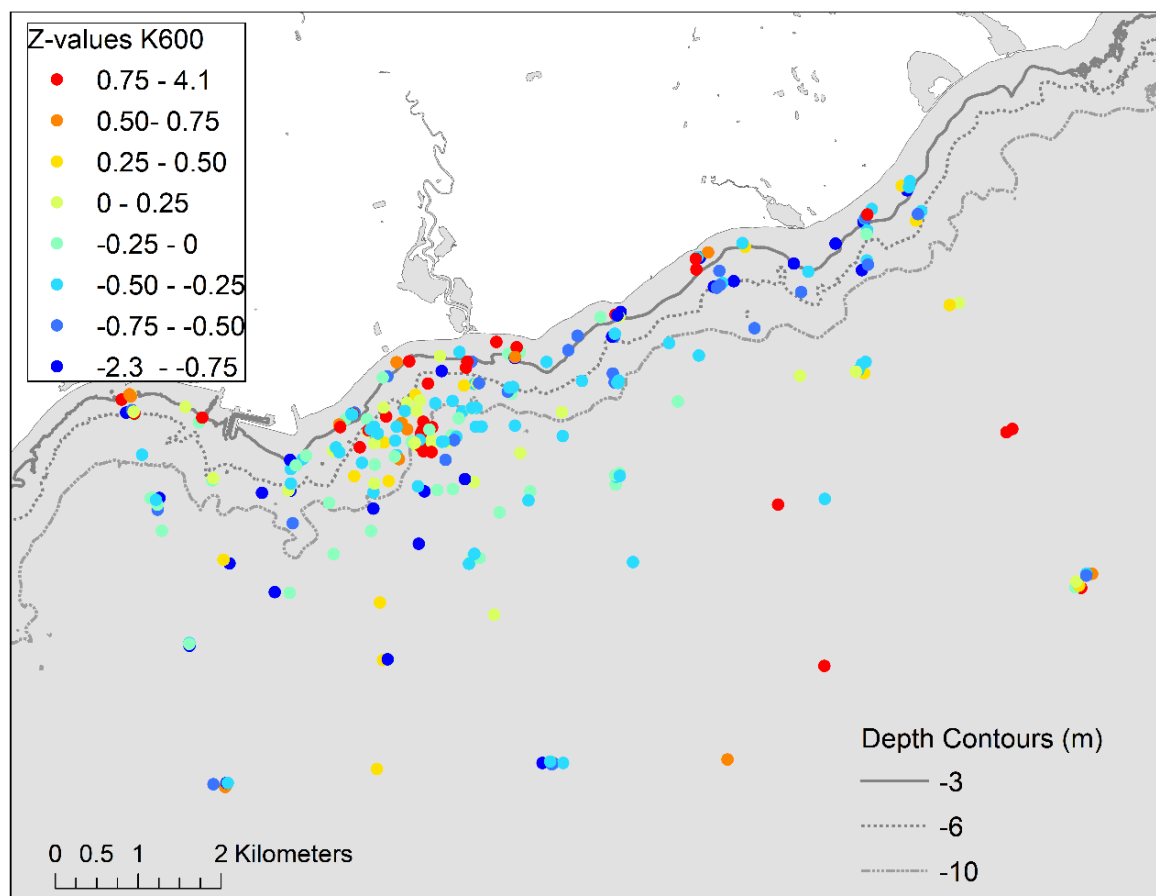 Z-values K600
0.75 - 4.1
0.50- 0.75
0.25 - 0.50
0 - 0.25
-0.25 - 0
-0.50 - -0.25
-0.75 - -0.50
-2.3 - -0.75
Depth Contours (m)
-3
-6
-10
0 0.5 1 2 Kilometers